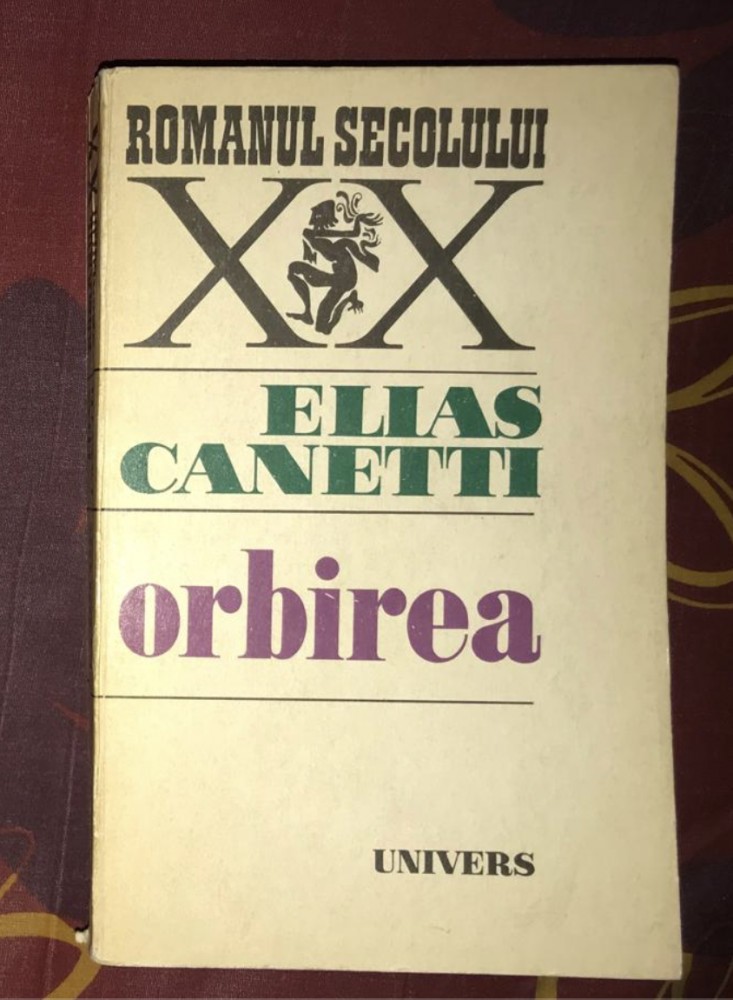 ROMANUL SECOLULUI
XX
ELIAS
CANETTI
orbirea
UNIVERS